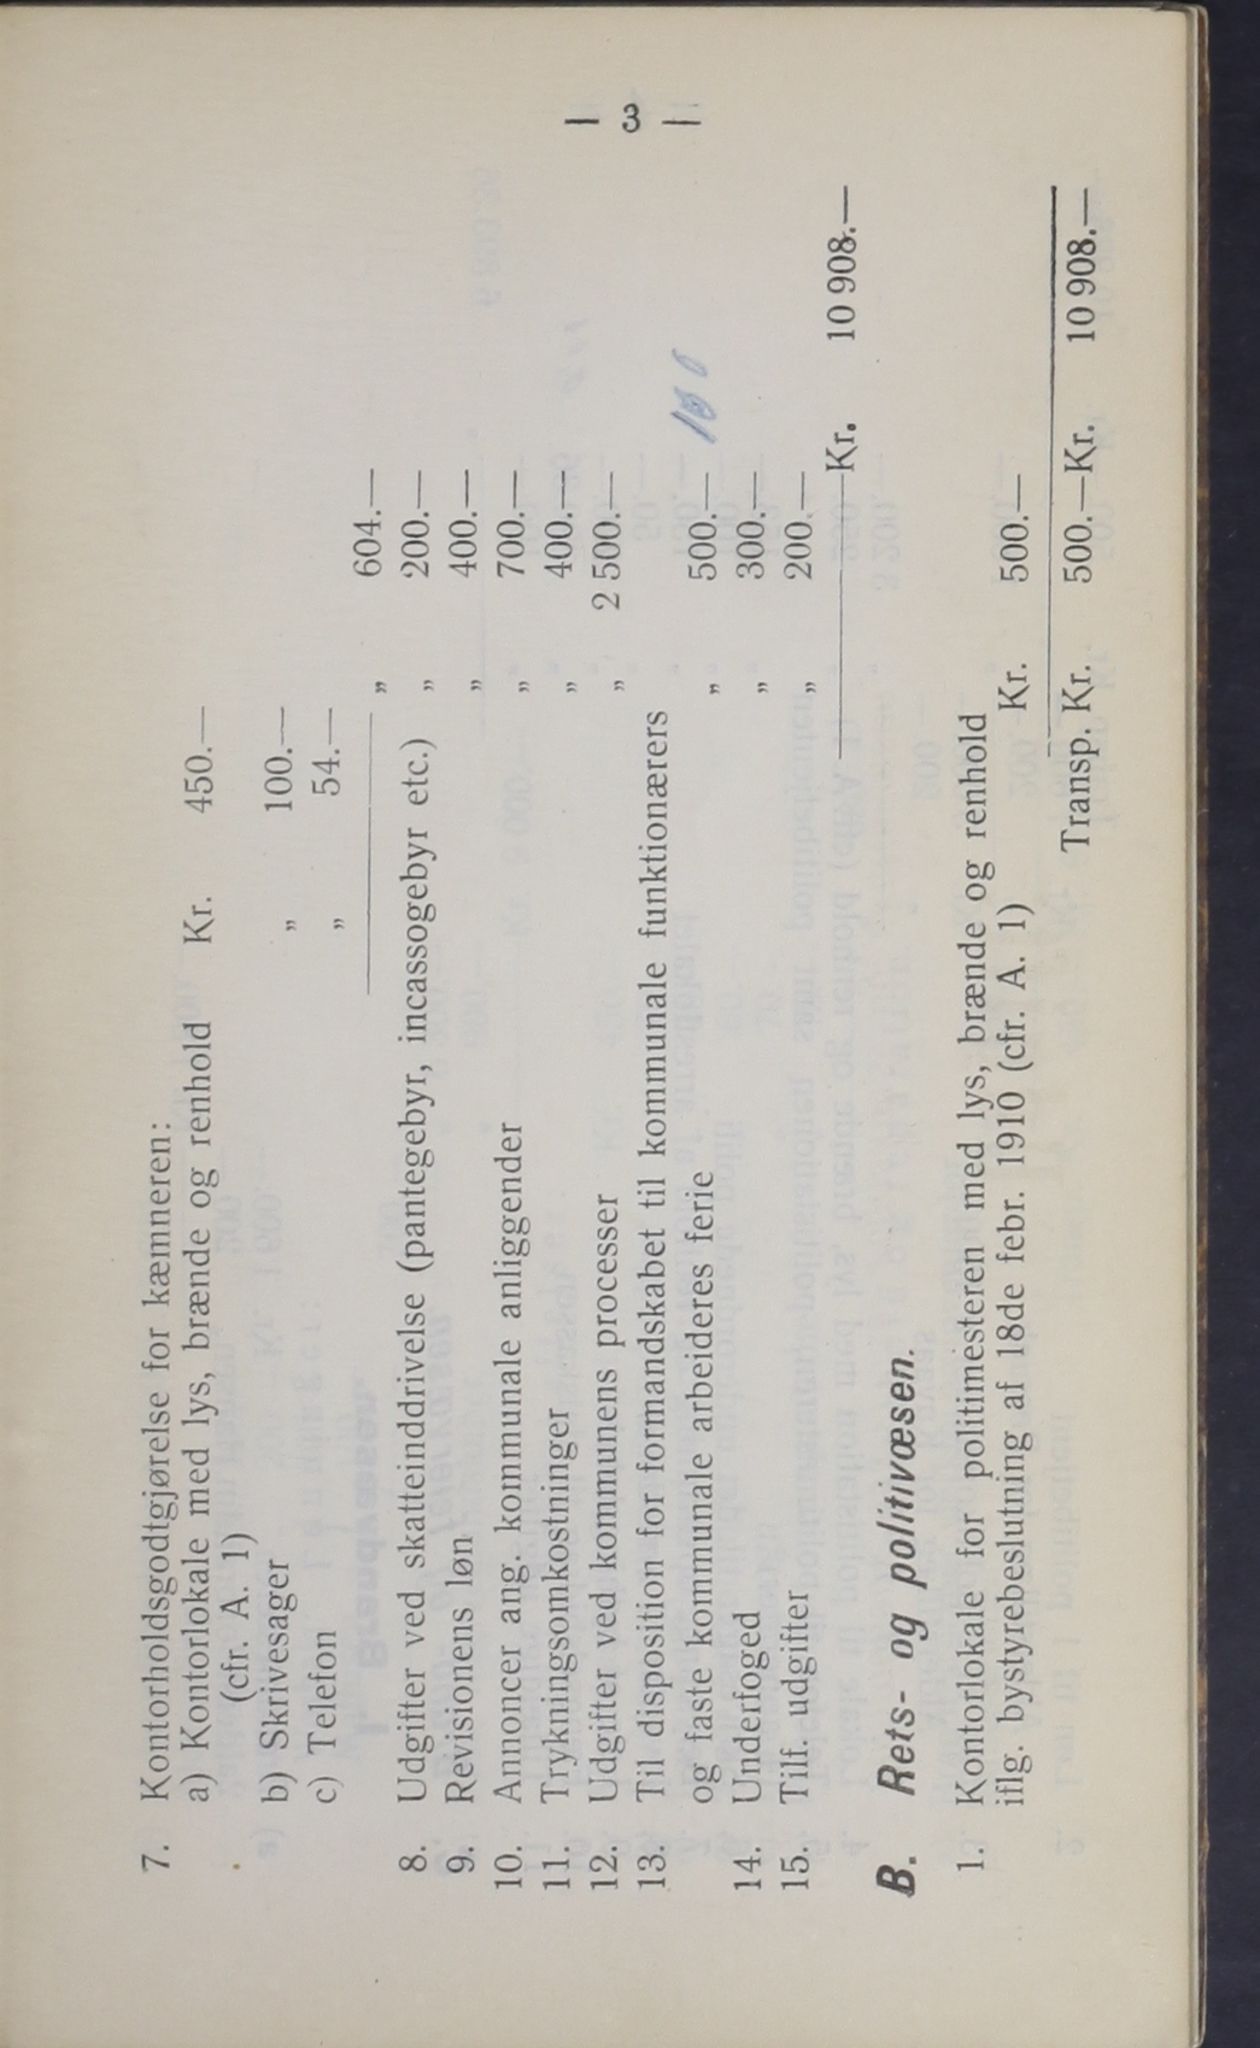 — 3 —
7. Kontorholdsgodtgjørelse for kæmneren:
a) Kontorlokale med lys, brænde og renhold Kr. 450.—
(cfr. A. 1)
b) Skrivesager „ 100.—
c) Telefon „ 54.—
„ 604.—
8. Udgifter ved skatteinddrivelse (pantegebyr, incassogebyr etc.) „ 200.—
9. Revisionens løn „ 400.—
10. Annoncer ang. kommunale anliggender „ 700.—
11. Trykningsomkostninger „ 400.—
12. Udgifter ved kommunens processer „ 2 500.—
13. Til disposition for formandskabet til kommunale funktionærers
og faste kommunale arbeideres ferie „ 500.—
14. Underfoged „ 300.—
15. Tilf. udgifter „ 200.—
Kr. 10 908.—
B. Rets- og politivæsen.
1. Kontorlokale for politimesteren med lys, brænde og renhold
iflg. bystyrebeslutning af 18de febr. 1910 (cfr. A. 1) Kr. 500.—
Transp. Kr. 500.— Kr. 10 908.—